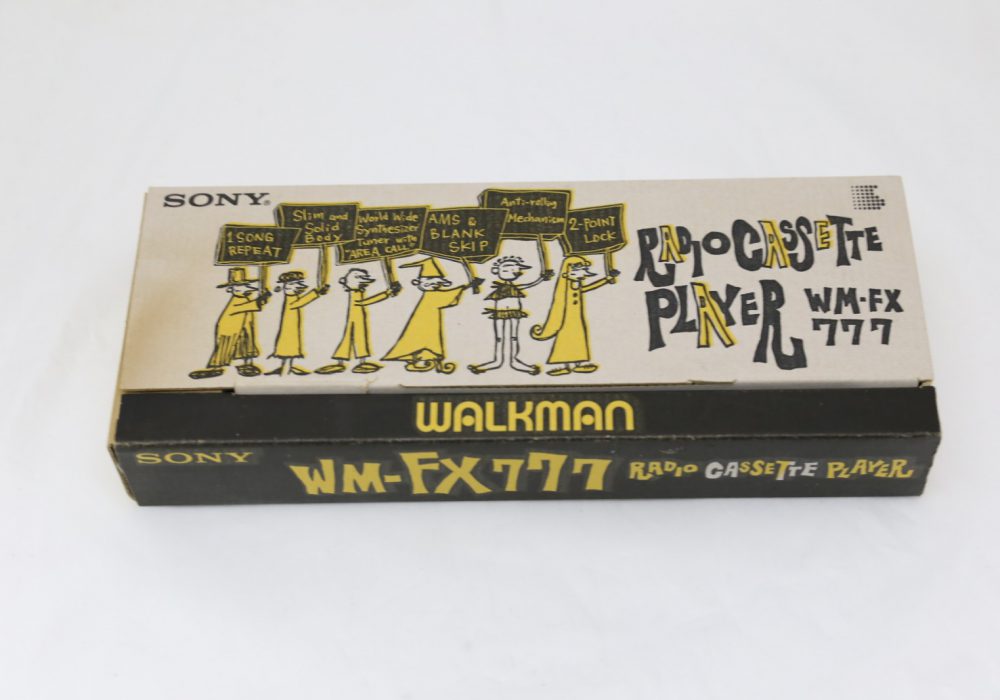 SONY®
1 SONG
REPEAT
Slim and
Solid
Body
World Wide
Synthesizer
Tuner with
"AREA CALL"
AMS &
BLANK
SKIP
Anti-rolling
Mechanism
2-POINT
LOCK
RADIO CASSETTE
PLAYER WM-FX
777
WALKMAN
SONY WM-FX777 RADIO CASSETTE PLAYER